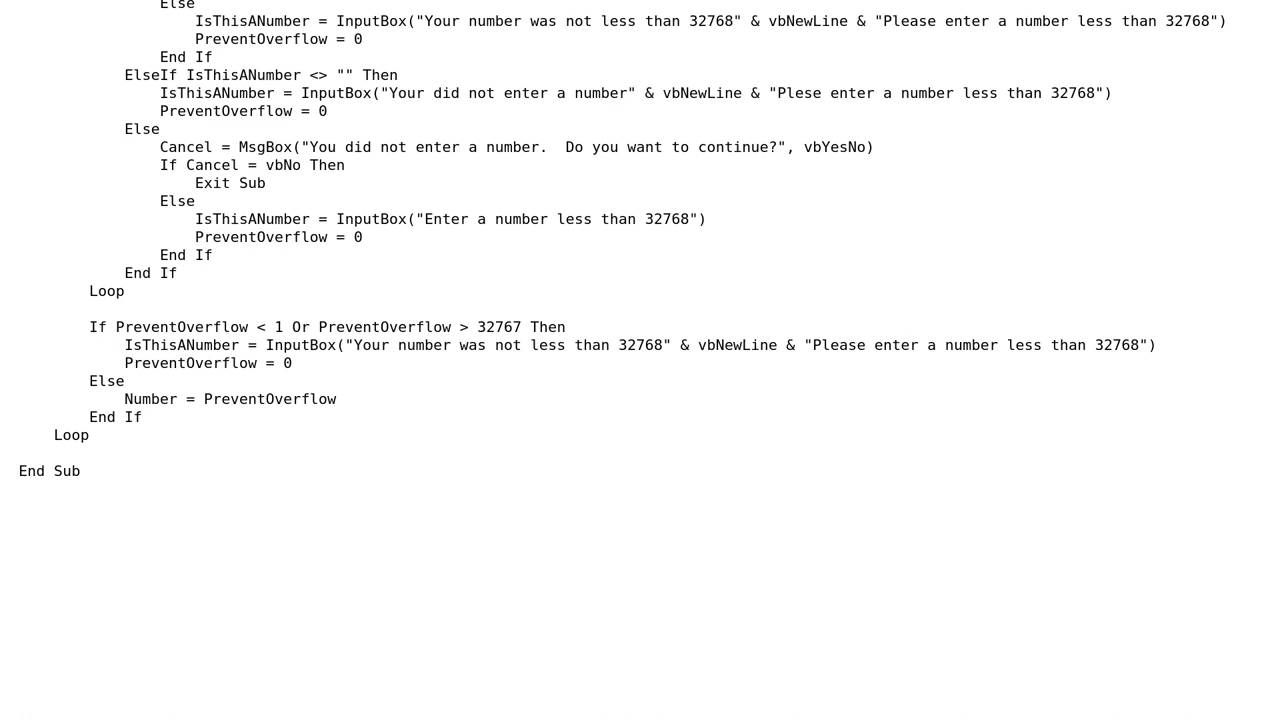 Else
IsThisANumber = InputBox("Your number was not less than 32768" & vbNewLine & "Please enter a number less than 32768")
PreventOverflow = 0
End If
ElseIf IsThisANumber <> "" Then
IsThisANumber = InputBox("Your did not enter a number" & vbNewLine & "Plese enter a number less than 32768")
PreventOverflow = 0
Else
Cancel = MsgBox("You did not enter a number.  Do you want to continue?", vbYesNo)
If Cancel = vbNo Then
Exit Sub
Else
IsThisANumber = InputBox("Enter a number less than 32768")
PreventOverflow = 0
End If
End If
Loop
If PreventOverflow < 1 Or PreventOverflow > 32767 Then
IsThisANumber = InputBox("Your number was not less than 32768" & vbNewLine & "Please enter a number less than 32768")
PreventOverflow = 0
Else
Number = PreventOverflow
End If
Loop
End Sub